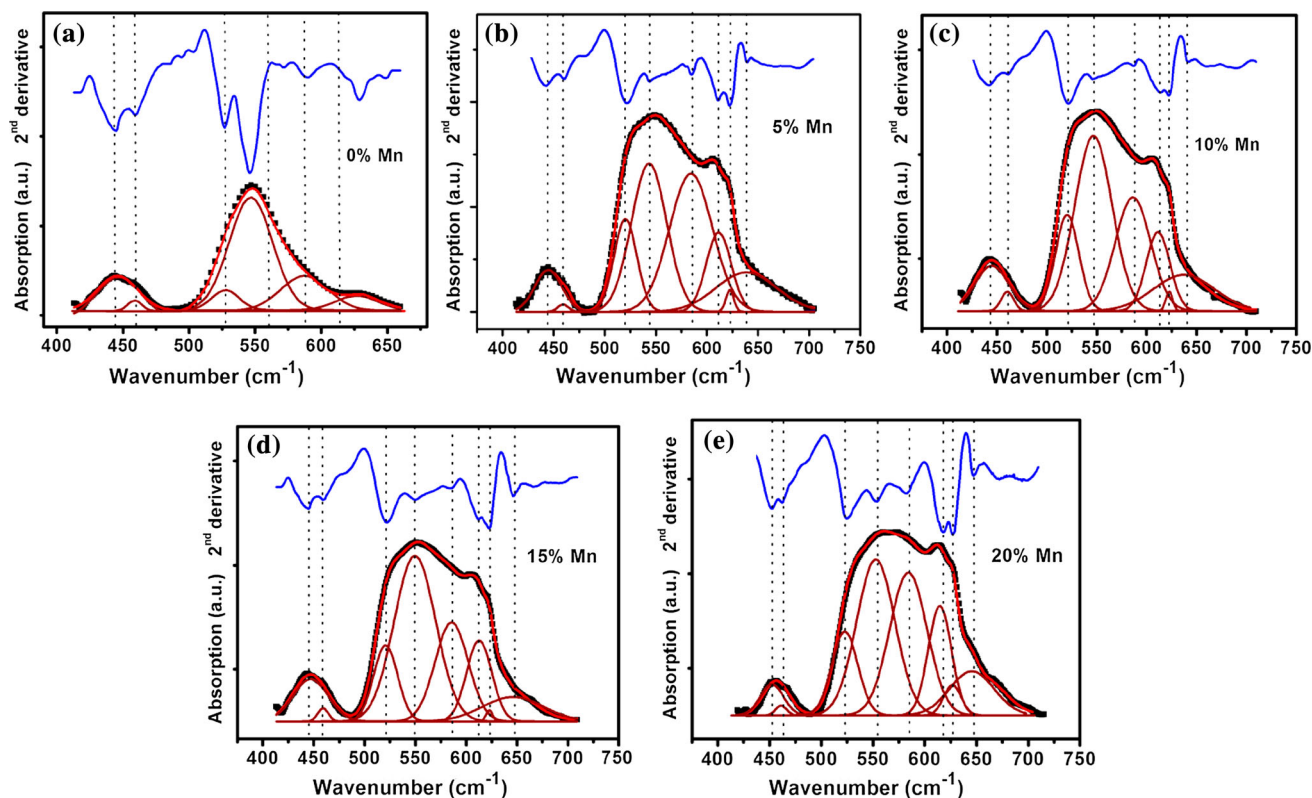 (a)
0% Mn
Absorption (a.u.) 2nd derivative
400 450 500 550 600 650
Wavenumber (cm-1)
(b)
5% Mn
Absorption (a.u.) 2nd derivative
400 450 500 550 600 650 700 750
Wavenumber (cm-1)
(c)
10% Mn
Absorption (a.u.) 2nd derivative
400 450 500 550 600 650 700 750
Wavenumber (cm-1)
(d)
15% Mn
Absorption (a.u.) 2nd derivative
400 450 500 550 600 650 700 750
Wavenumber (cm-1)
(e)
20% Mn
Absorption (a.u.) 2nd derivative
400 450 500 550 600 650 700 750
Wavenumber (cm-1)